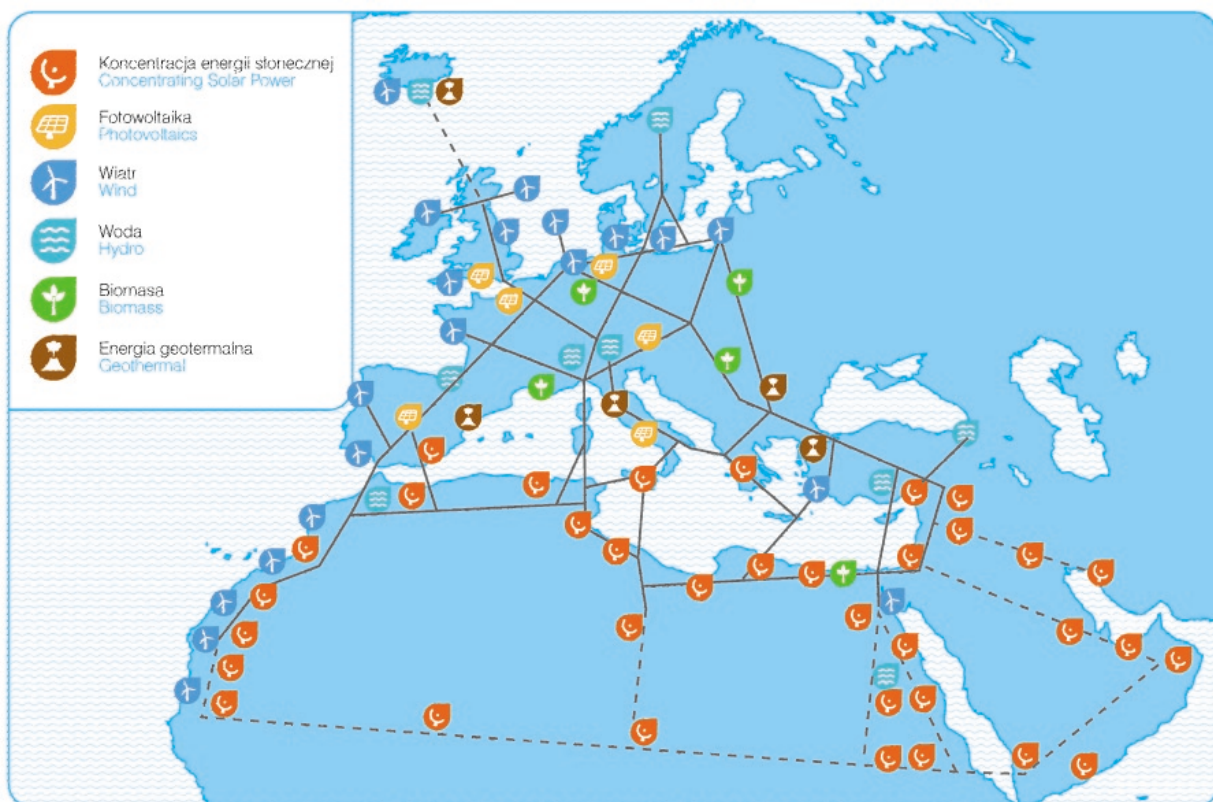 Koncentracja energii słonecznej
Concentrating Solar Power
Fotowoltaika
Photovoltaics
Wiatr
Wind
Woda
Hydro
Biomasa
Biomass
Energia geotermalna
Geothermal